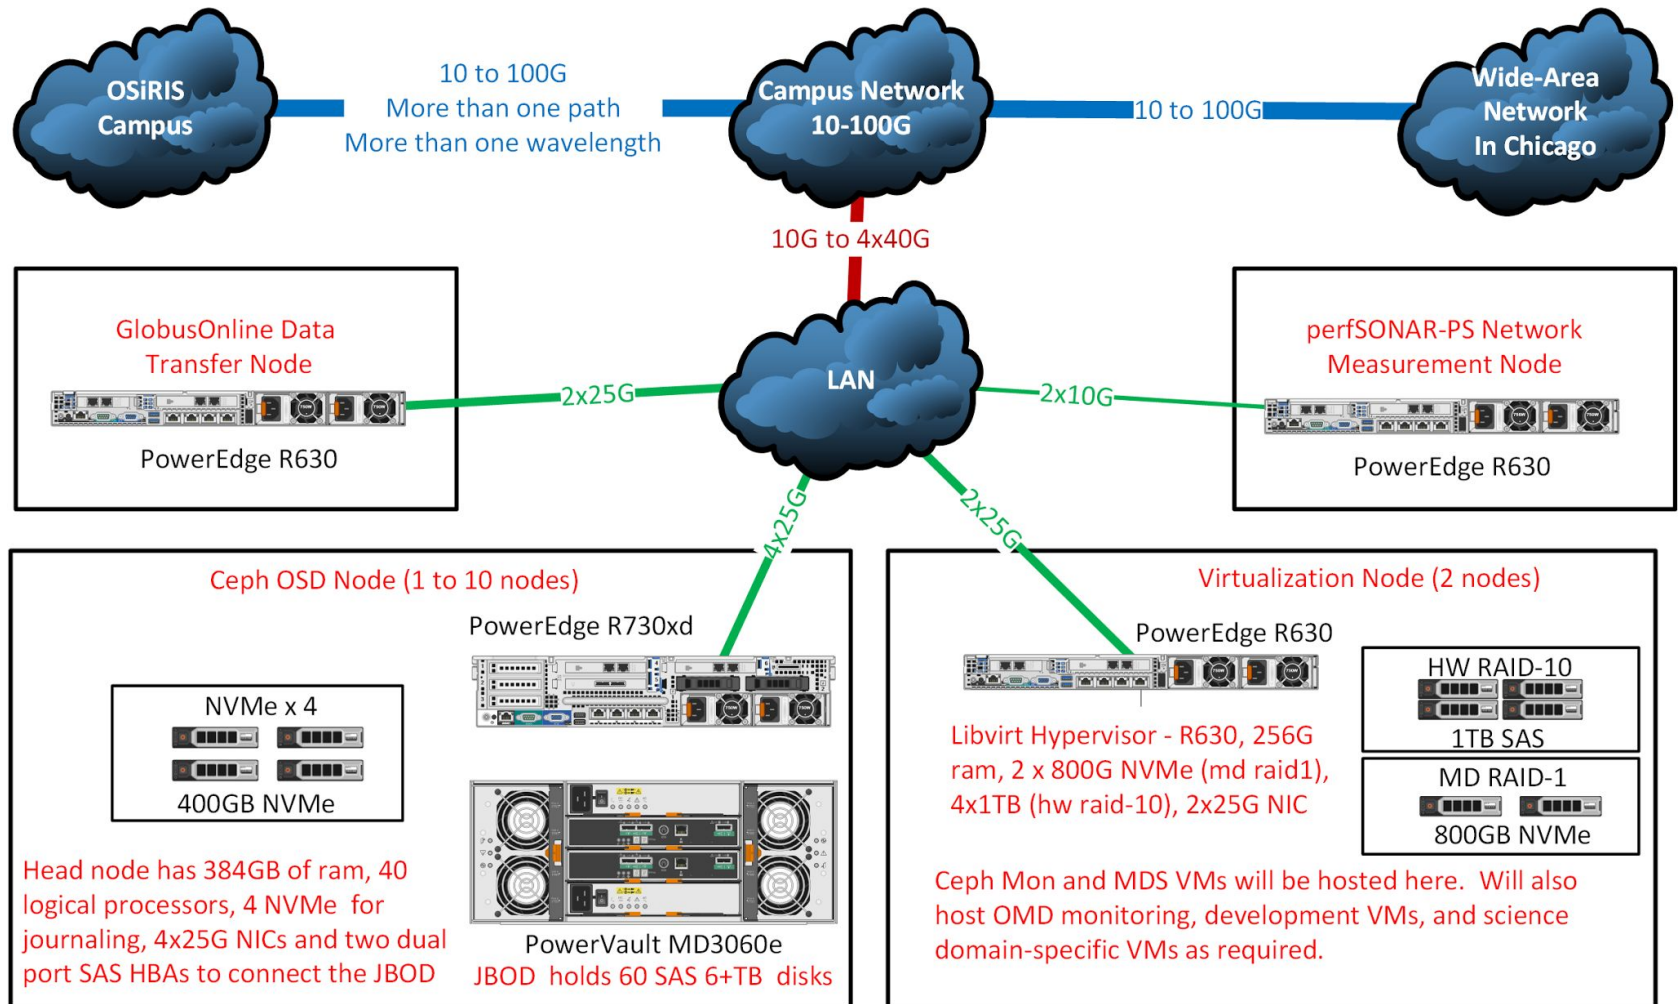 OSiRIS
Campus
10 to 100G
More than one path
More than one wavelength
Campus Network
10-100G
10 to 100G
Wide-Area
Network
In Chicago
10G to 4x40G
GlobusOnline Data
Transfer Node
PowerEdge R630
2x25G
LAN
2x10G
perfSONAR-PS Network
Measurement Node
PowerEdge R630
4x25G
2x25G
Ceph OSD Node (1 to 10 nodes)
PowerEdge R730xd
NVMe x 4
400GB NVMe
Head node has 384GB of ram, 40
logical processors, 4 NVMe for
journaling, 4x25G NICs and two dual
port SAS HBAs to connect the JBOD
PowerVault MD3060e
JBOD holds 60 SAS 6+TB disks
Virtualization Node (2 nodes)
PowerEdge R630
HW RAID-10
1TB SAS
MD RAID-1
800GB NVMe
Libvirt Hypervisor - R630, 256G
ram, 2 x 800G NVMe (md raid1),
4x1TB (hw raid-10), 2x25G NIC
Ceph Mon and MDS VMs will be hosted here. Will also
host OMD monitoring, development VMs, and science
domain-specific VMs as required.